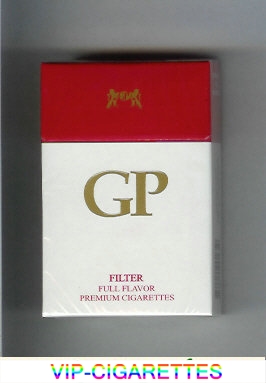 GP
FILTER
FULL FLAVOR
PREMIUM CIGARETTES
VIP-CIGARETTES